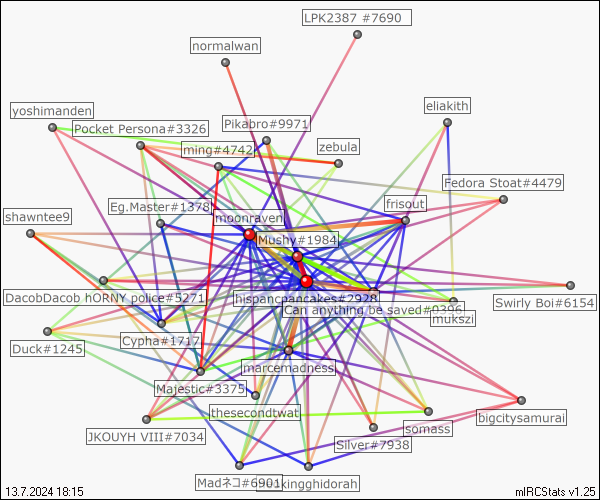 LPK2387 #7690
normalwan
yoshimanden
eliakith
Pikabro#9971
Pocket Persona#3326
ming#4742
zebula
Fedora Stoat#4479
Eg.Master#1378
frisout
moonraven
shawntee9
Mushy#1984
DacobDacob hORNY police#5271
hispancpancakes#2928
Swirly Boi#6154
Can anything be saved#0396
mukszi
Cypha#1717
Duck#1245
marcemadness
Majestic#3375
thesecondtwat
bigcitysamurai
somass
JKOUYH VIII#7034
Silver#7938
Madネコ#6901
kingghidorah
13.7.2024 18:15
mIRCStats v1.25